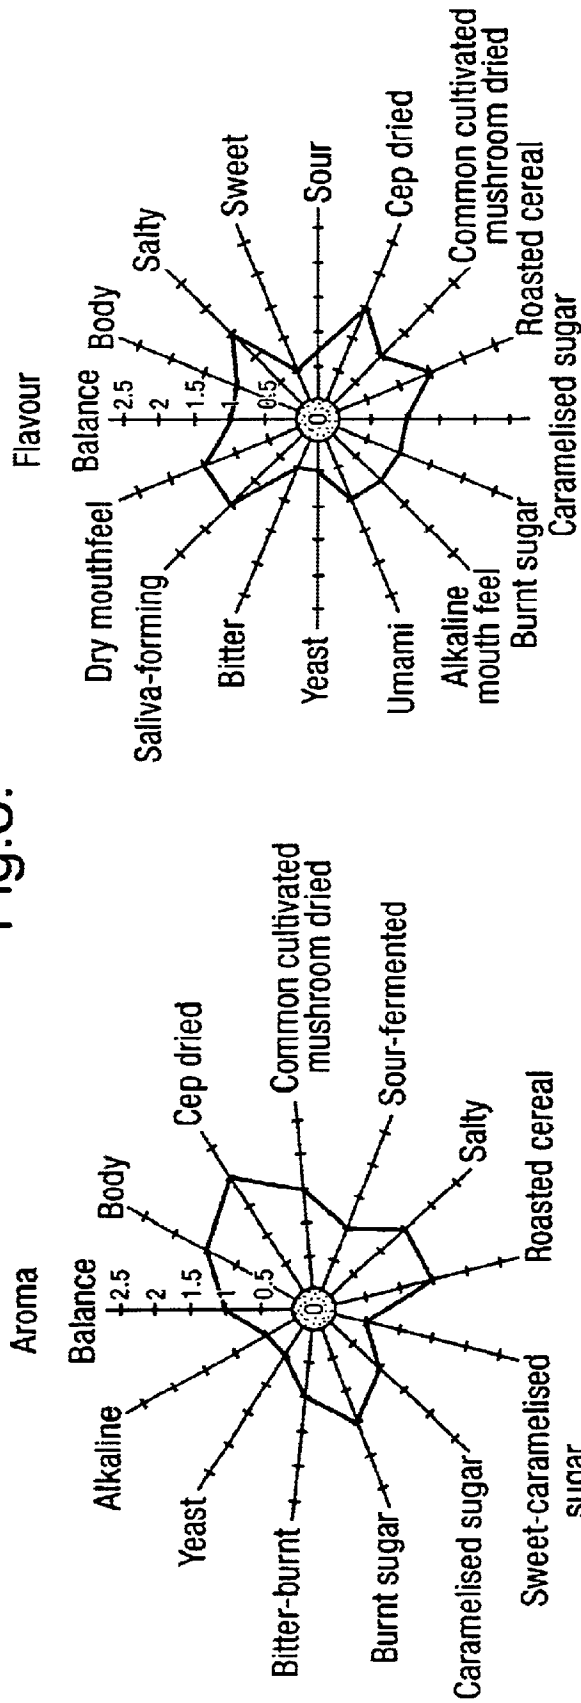 Aroma
Balance
2.5
2
1.5
1
0.5
0
Body
Cep dried
Common cultivated
mushroom dried
Sour-fermented
Salty
Roasted cereal
Sweet-caramelised
sugar
Caramelised sugar
Burnt sugar
Bitter-burnt
Yeast
Alkaline
Flavour
Balance
2.5
2
1.5
1
0.5
0
Body
Salty
Sweet
Sour
Cep dried
Common cultivated
mushroom dried
Roasted cereal
Caramelised sugar
Burnt sugar
Alkaline
mouth feel
Umami
Yeast
Bitter
Saliva-forming
Dry mouthfeel